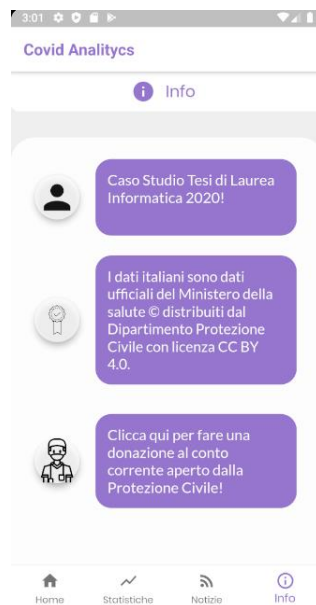 3:01
Covid Analitycs
Info
Caso Studio Tesi di Laurea
Informatica 2020!
I dati italiani sono dati
ufficiali del Ministero della
salute © distribuiti dal
Dipartimento Protezione
Civile con licenza CC BY
4.0.
Clicca qui per fare una
donazione al conto
corrente aperto dalla
Protezione Civile!
Home Statistiche Notizie Info